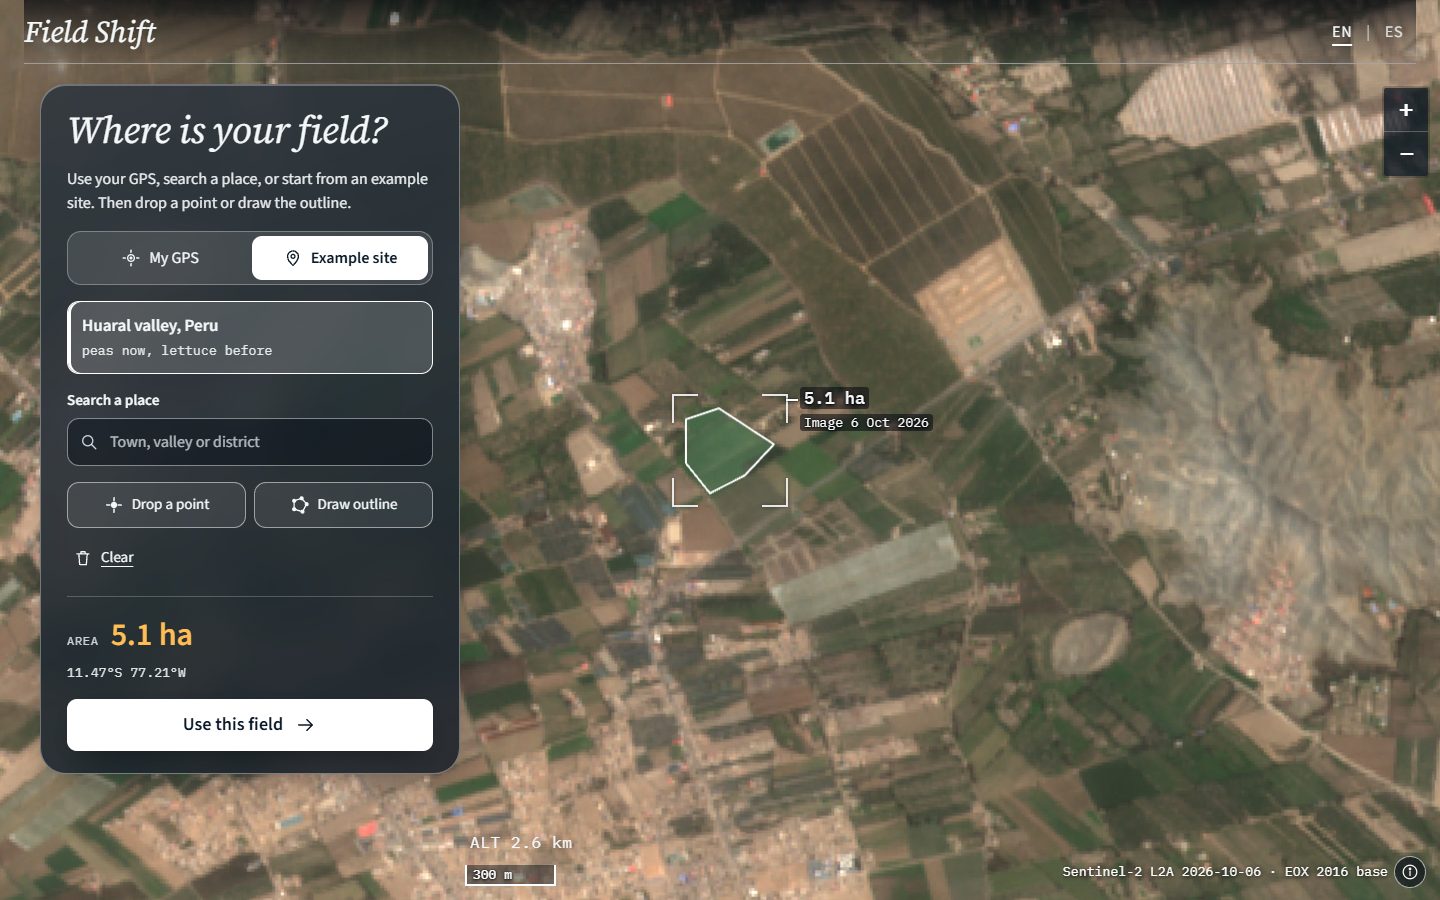 Field Shift
EN | ES
Where is your field?
Use your GPS, search a place, or start from an example
site. Then drop a point or draw the outline.
My GPS
Example site
Huaral valley, Peru
peas now, lettuce before
Search a place
Town, valley or district
Drop a point
Draw outline
Clear
AREA 5.1 ha
11.47°S 77.21°W
Use this field →
+
−
5.1 ha
Image 6 Oct 2026
ALT 2.6 km
300 m
Sentinel-2 L2A 2026-10-06 · EOX 2016 base